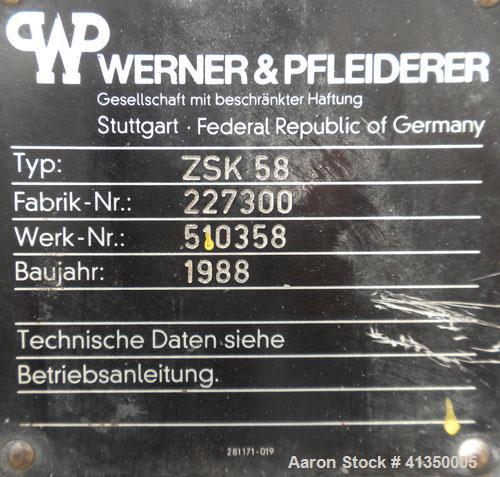 WP WERNER & PFLEIDERER
Gesellschaft mit beschränkter Haftung
Stuttgart · Federal Republic of Germany
Typ: ZSK 58
Fabrik-Nr.: 227300
Werk-Nr.: 510358
Baujahr: 1988
Technische Daten siehe
Betriebsanleitung.
281171-019
Aaron Stock # 41350005